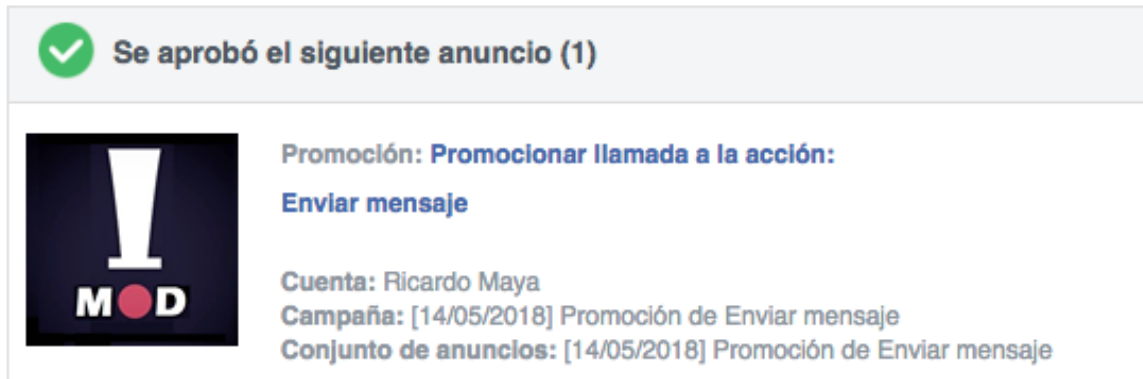 Se aprobó el siguiente anuncio (1)
Promoción: Promocionar llamada a la acción:
Enviar mensaje
MOD
Cuenta: Ricardo Maya
Campaña: [14/05/2018] Promoción de Enviar mensaje
Conjunto de anuncios: [14/05/2018] Promoción de Enviar mensaje